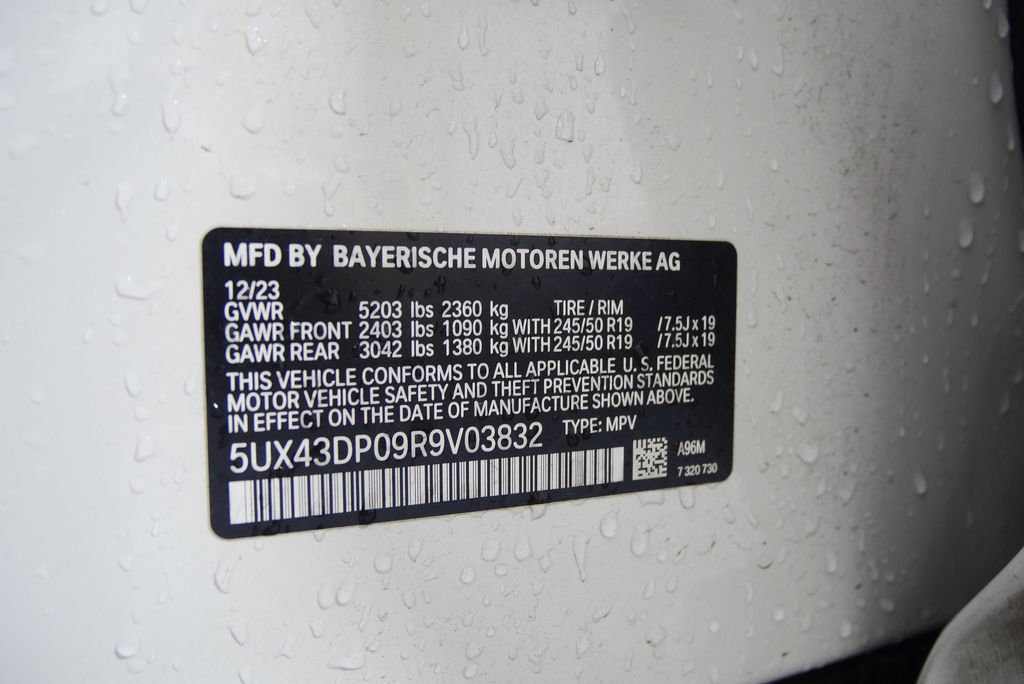 MFD BY BAYERISCHE MOTOREN WERKE AG
12/23
GVWR 5203 lbs 2360 kg TIRE / RIM
GAWR FRONT 2403 lbs 1090 kg WITH 245/50 R19 /7.5J x 19
GAWR REAR 3042 lbs 1380 kg WITH 245/50 R19 /7.5J x 19
THIS VEHICLE CONFORMS TO ALL APPLICABLE U. S. FEDERAL
MOTOR VEHICLE SAFETY AND THEFT PREVENTION STANDARDS
IN EFFECT ON THE DATE OF MANUFACTURE SHOWN ABOVE.
5UX43DP09R9V03832 TYPE: MPV
A96M
7 320 730